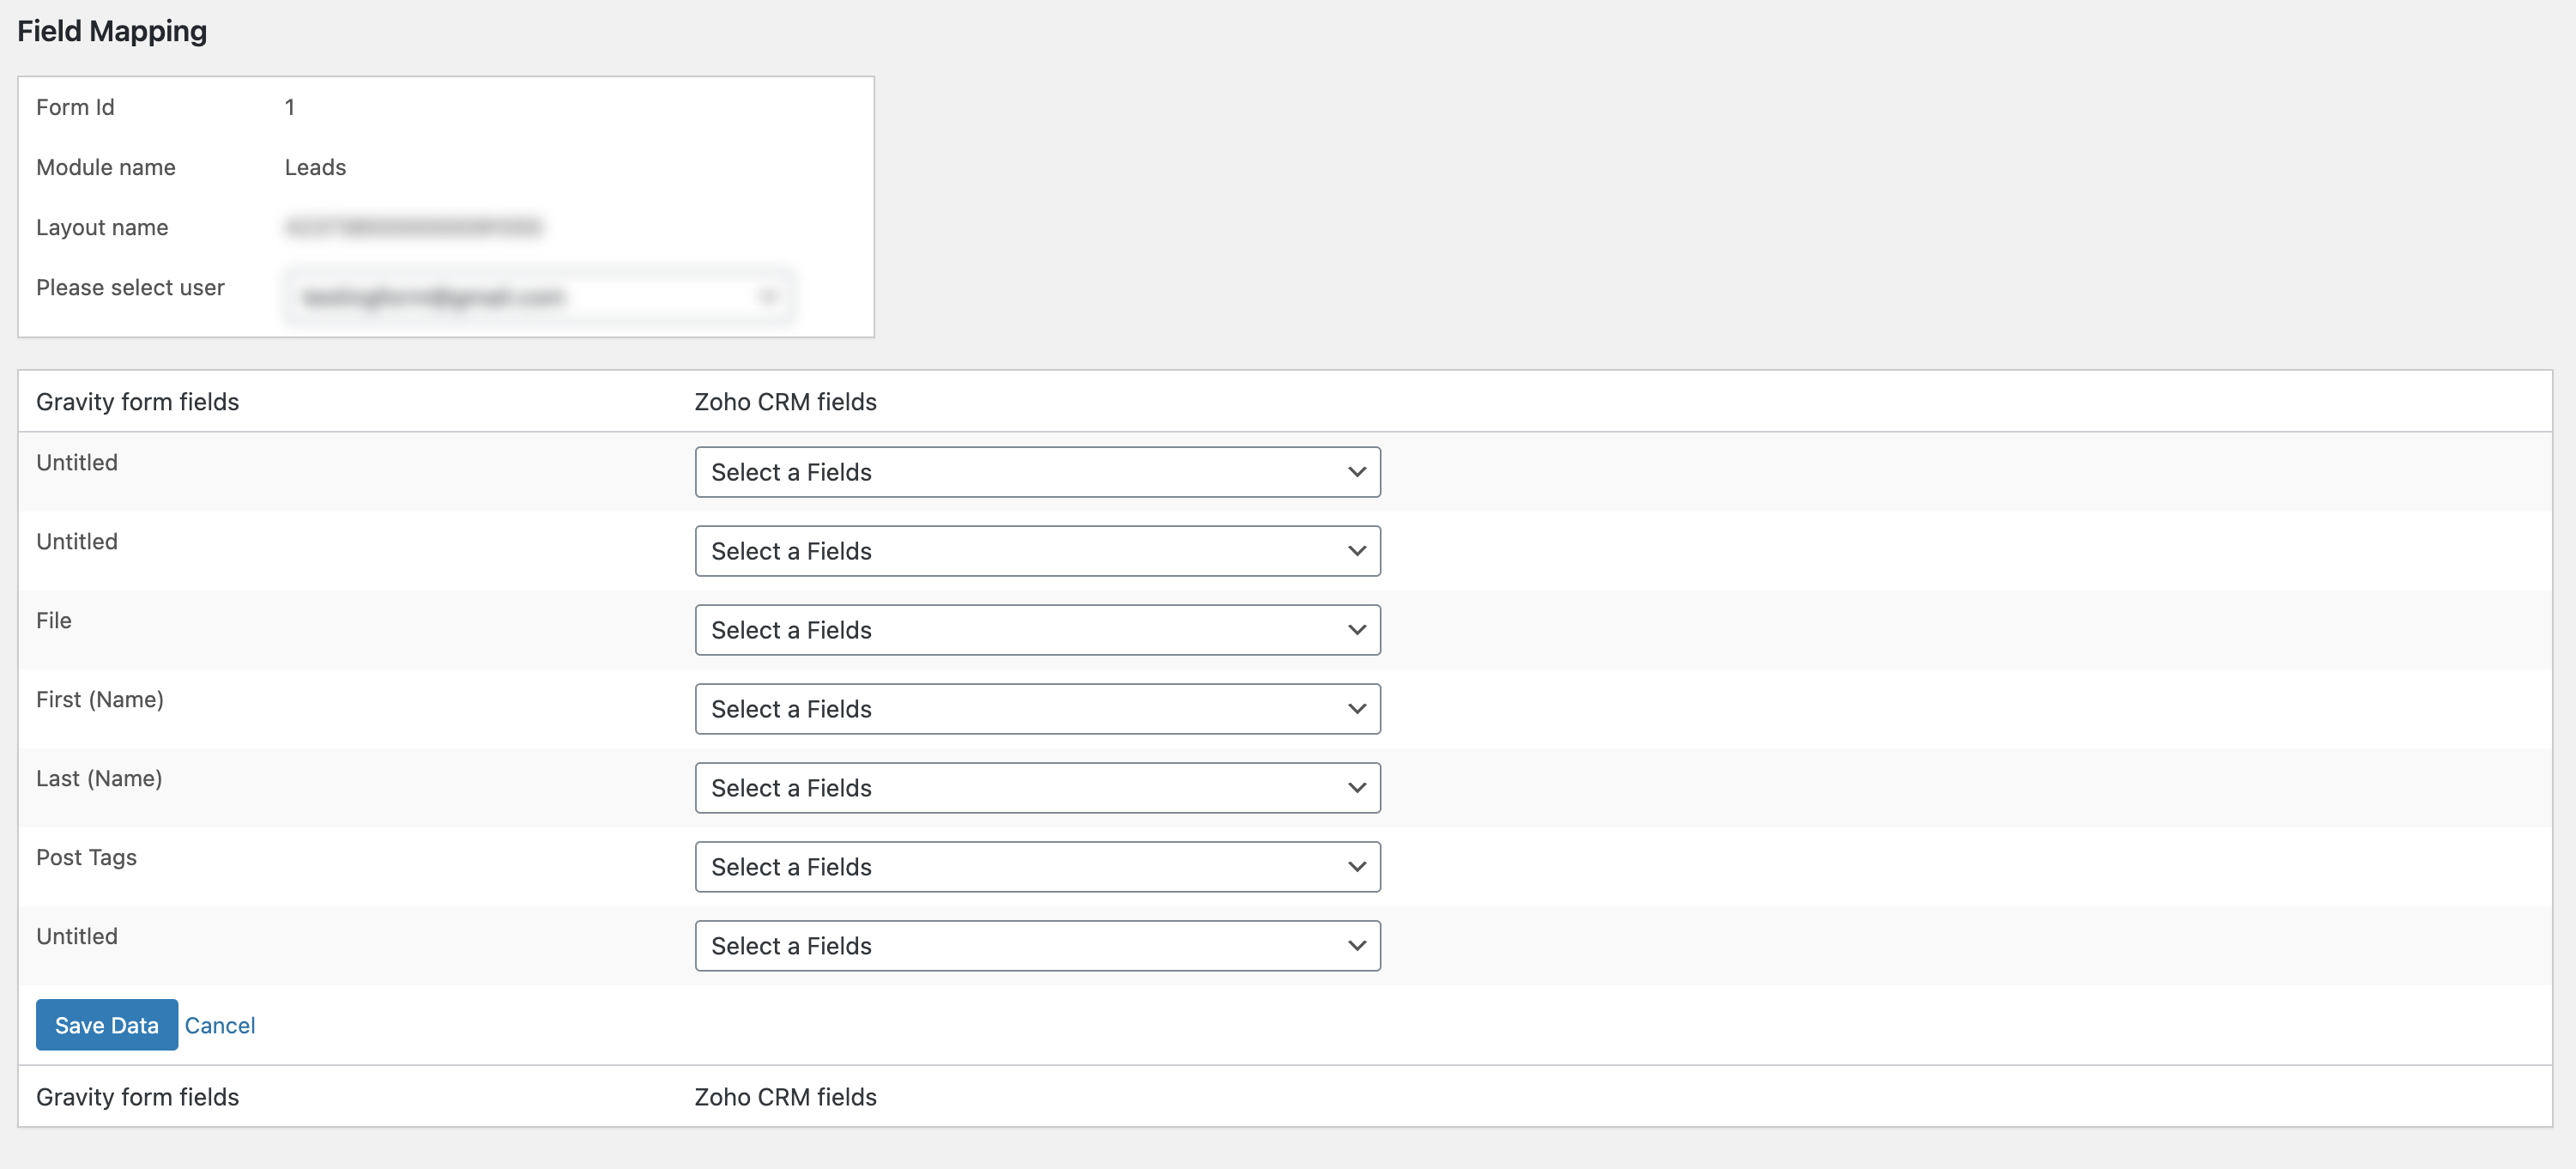 Field Mapping
Form Id 1
Module name Leads
Layout name
Please select user
Gravity form fields Zoho CRM fields
Untitled Select a Fields
Untitled Select a Fields
File Select a Fields
First (Name) Select a Fields
Last (Name) Select a Fields
Post Tags Select a Fields
Untitled Select a Fields
Save Data Cancel
Gravity form fields Zoho CRM fields